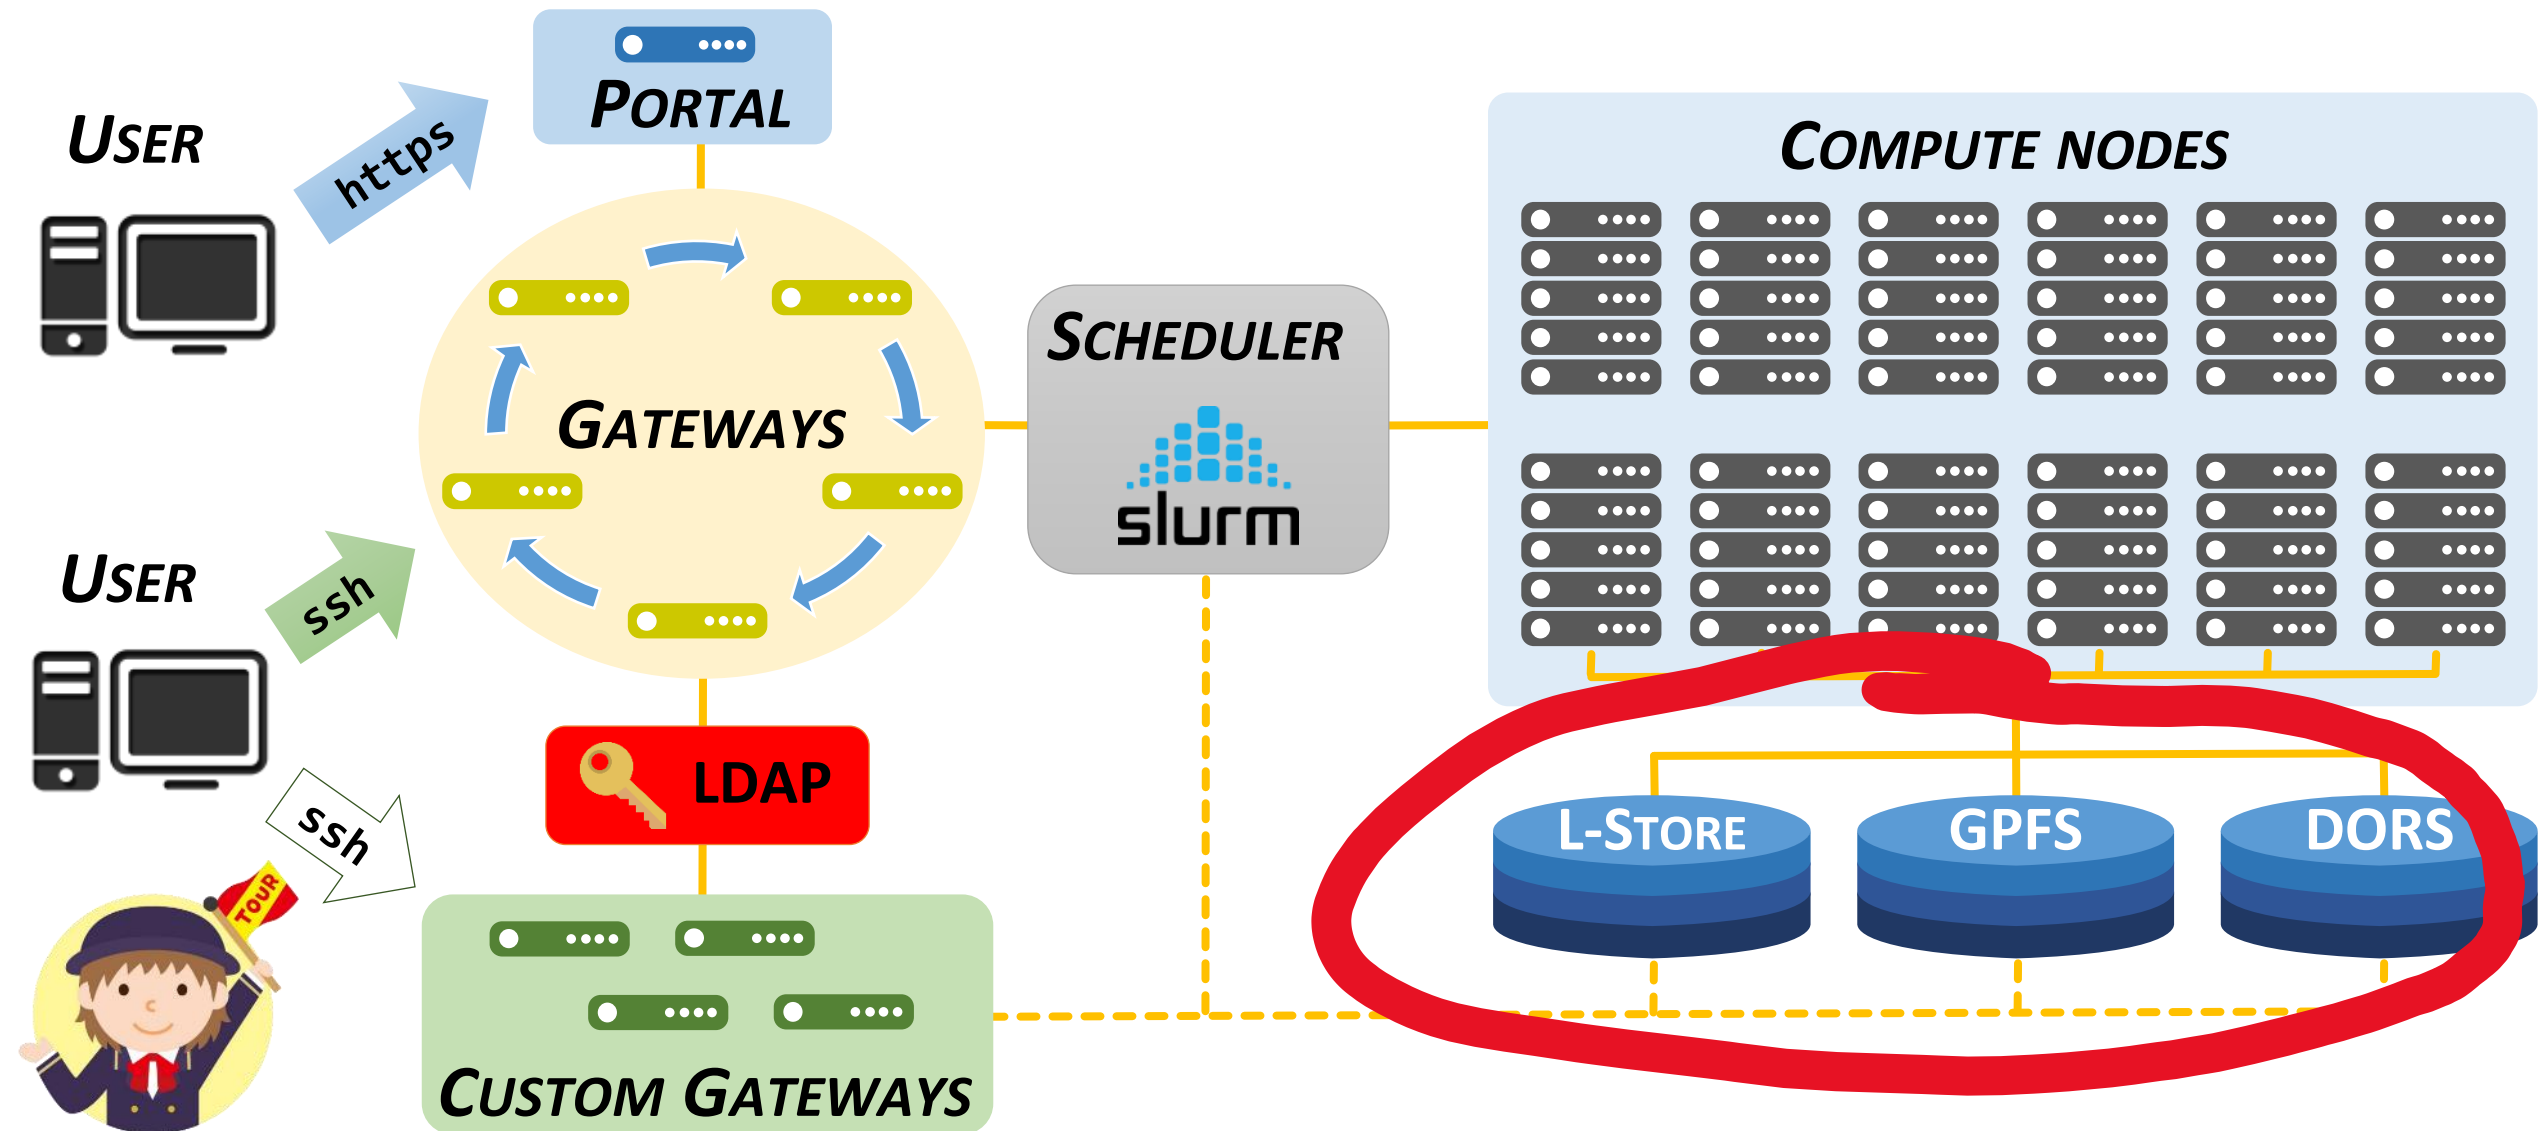 PORTAL
USER
https
COMPUTE NODES
SCHEDULER
slurm
GATEWAYS
USER
ssh
LDAP
ssh
L-STORE
GPFS
DORS
TOUR
CUSTOM GATEWAYS